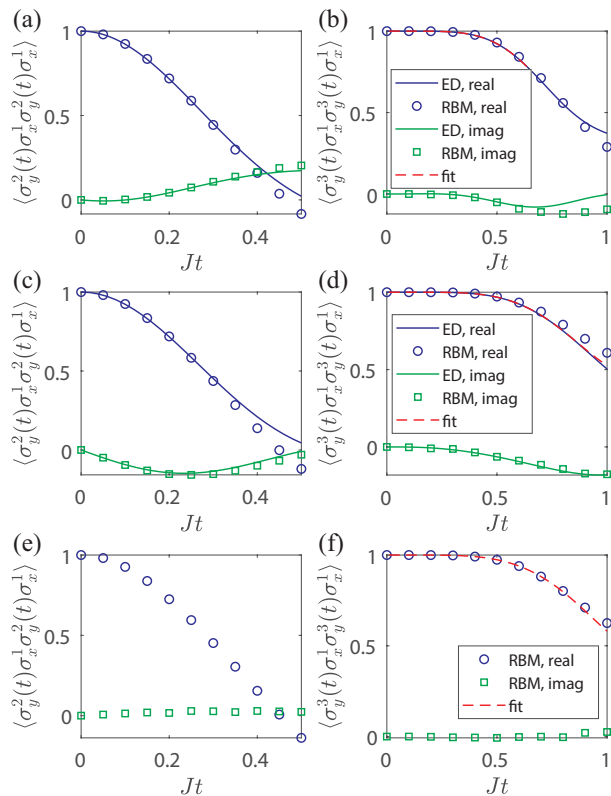 (a)
⟨σ_y^2(t)σ_x^1σ_y^2(t)σ_x^1⟩
1
0.5
0
0
0.2
0.4
Jt
(b)
⟨σ_y^3(t)σ_x^1σ_y^3(t)σ_x^1⟩
1
0.5
0
ED, real
RBM, real
ED, imag
RBM, imag
fit
0
0.5
1
Jt
(c)
⟨σ_y^2(t)σ_x^1σ_y^2(t)σ_x^1⟩
1
0.5
0
0
0.2
0.4
Jt
(d)
⟨σ_y^3(t)σ_x^1σ_x^3(t)σ_x^1⟩
1
0.5
0
ED, real
RBM, real
ED, imag
RBM, imag
fit
0
0.5
1
Jt
(e)
⟨σ_y^2(t)σ_x^1σ_y^2(t)σ_x^1⟩
1
0.5
0
0
0.2
0.4
Jt
(f)
⟨σ_y^3(t)σ_x^1σ_y^3(t)σ_x^1⟩
1
0.5
0
RBM, real
RBM, imag
fit
0
0.5
1
Jt